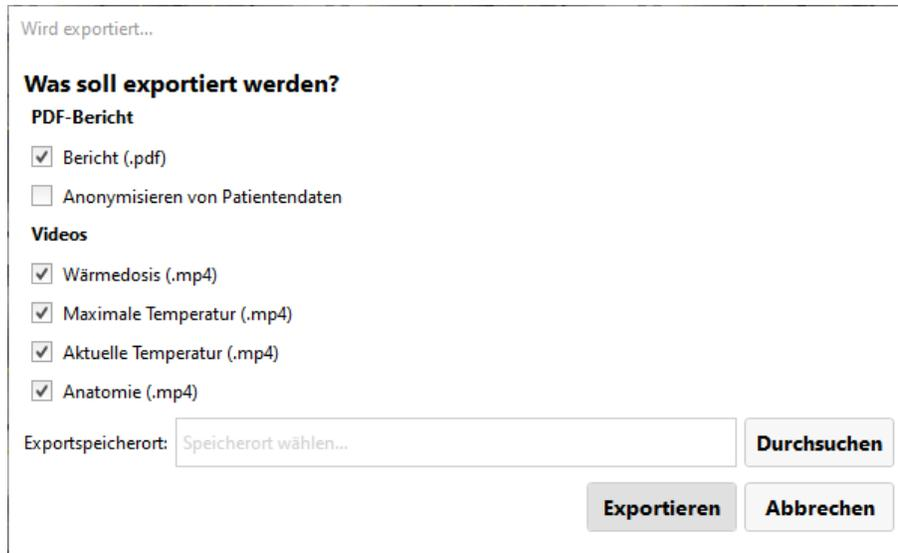 Wird exportiert...
Was soll exportiert werden?
PDF-Bericht
Bericht (.pdf)
Anonymisieren von Patientendaten
Videos
Wärmedosis (.mp4)
Maximale Temperatur (.mp4)
Aktuelle Temperatur (.mp4)
Anatomie (.mp4)
Exportspeicherort: Speicherort wählen... Durchsuchen
Exportieren Abbrechen